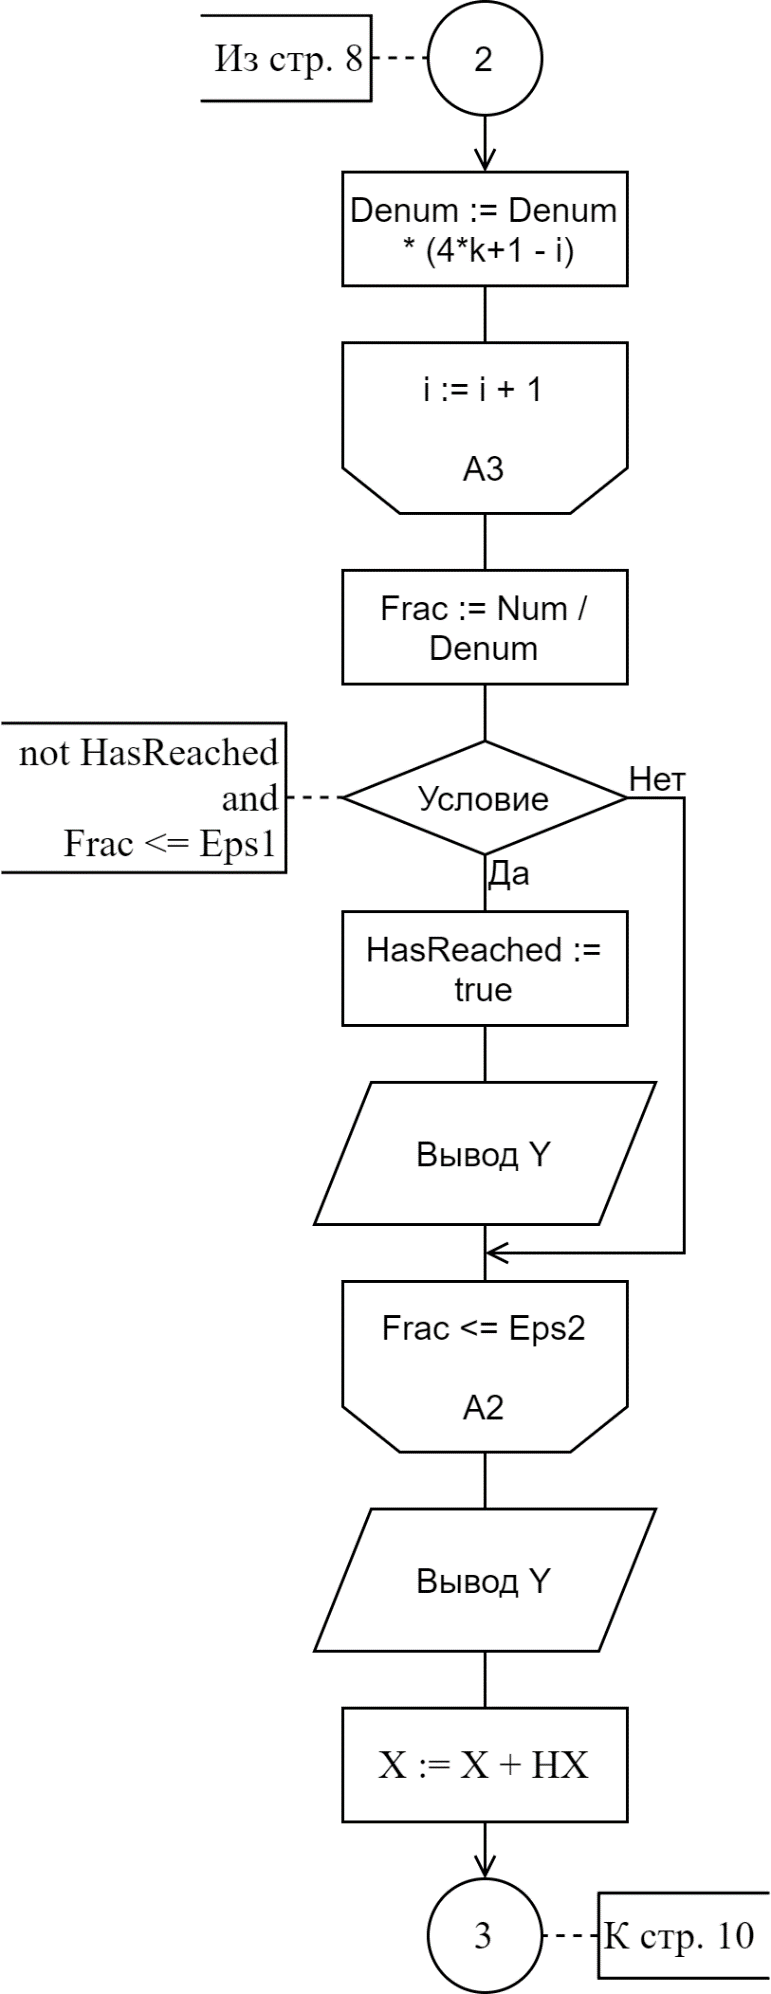 Из стр. 8
2
Denum := Denum
* (4*k+1 - i)
i := i + 1
A3
Frac := Num /
Denum
not HasReached
and
Frac <= Eps1
Условие
Нет
Да
HasReached :=
true
Вывод Y
Frac <= Eps2
A2
Вывод Y
X := X + HX
3
К стр. 10